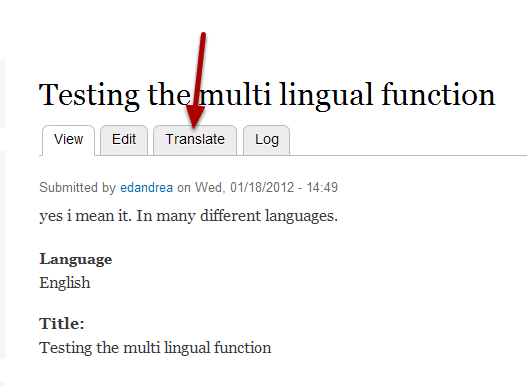 Testing the multi lingual function
View Edit Translate Log
Submitted by edandrea on Wed, 01/18/2012 - 14:49
yes i mean it. In many different languages.
Language
English
Title:
Testing the multi lingual function